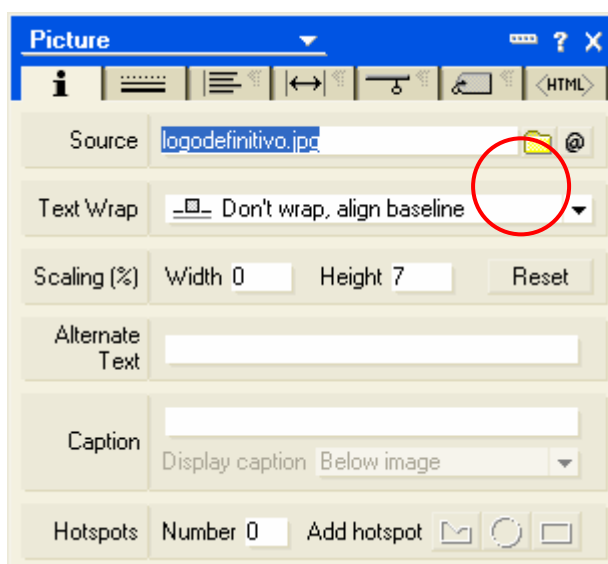 Picture ?
i <HTML>
Source logodefinitivo.jpg @
Text Wrap Don't wrap, align baseline
Scaling (%) Width 0 Height 7 Reset
Alternate
Text
Caption
Display caption Below image
Hotspots Number 0 Add hotspot